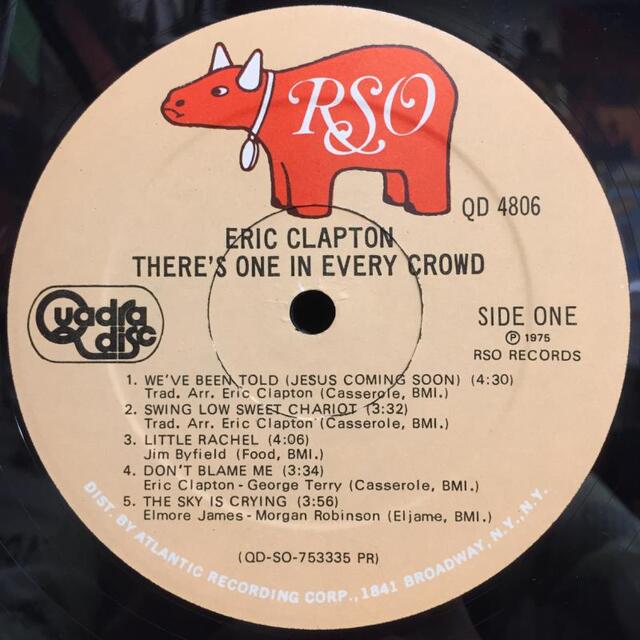 RSO
QD 4806
ERIC CLAPTON
THERE'S ONE IN EVERY CROWD
Quadra disc
SIDE ONE
℗ 1975
RSO RECORDS
1. WE'VE BEEN TOLD (JESUS COMING SOON) (4:30)
Trad. Arr. Eric Clapton (Casserole, BMI.)
2. SWING LOW SWEET CHARIOT (3:32)
Trad. Arr. Eric Clapton (Casserole, BMI.)
3. LITTLE RACHEL (4:06)
Jim Byfield (Food, BMI.)
4. DON'T BLAME ME (3:34)
Eric Clapton - George Terry (Casserole, BMI.)
5. THE SKY IS CRYING (3:56)
Elmore James - Morgan Robinson (Eljame, BMI.)
(QD-SO-753335 PR)
DIST. BY ATLANTIC RECORDING CORP., 1841 BROADWAY, N.Y., N.Y.